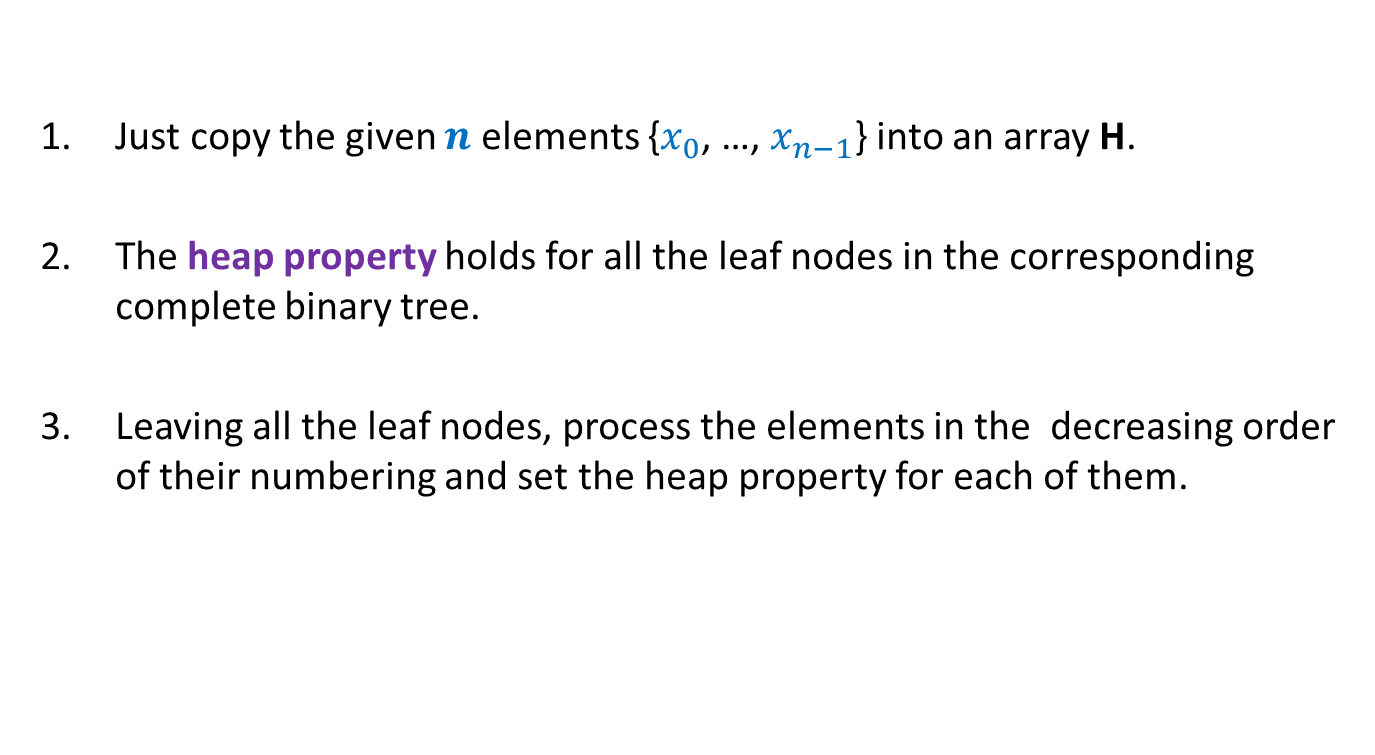 1. Just copy the given n elements {x₀, …, xₙ₋₁} into an array H.
2. The heap property holds for all the leaf nodes in the corresponding
complete binary tree.
3. Leaving all the leaf nodes, process the elements in the  decreasing order
of their numbering and set the heap property for each of them.